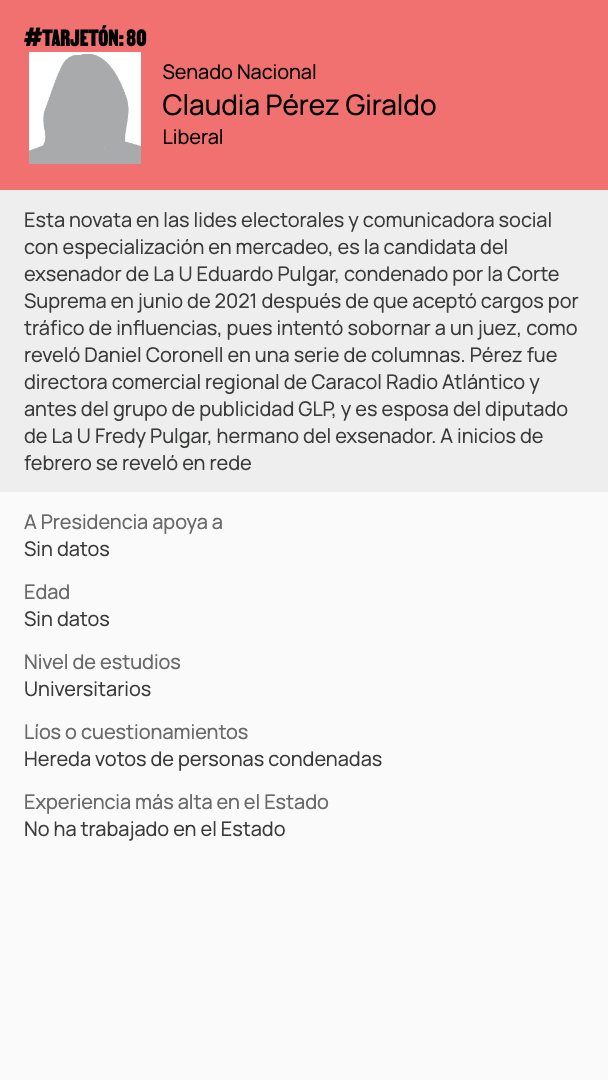 #TARJETÓN: 80
Senado Nacional
Claudia Pérez Giraldo
Liberal
Esta novata en las lides electorales y comunicadora social
con especialización en mercadeo, es la candidata del
exsenador de La U Eduardo Pulgar, condenado por la Corte
Suprema en junio de 2021 después de que aceptó cargos por
tráfico de influencias, pues intentó sobornar a un juez, como
reveló Daniel Coronell en una serie de columnas. Pérez fue
directora comercial regional de Caracol Radio Atlántico y
antes del grupo de publicidad GLP, y es esposa del diputado
de La U Fredy Pulgar, hermano del exsenador. A inicios de
febrero se reveló en rede
A Presidencia apoya a
Sin datos
Edad
Sin datos
Nivel de estudios
Universitarios
Líos o cuestionamientos
Hereda votos de personas condenadas
Experiencia más alta en el Estado
No ha trabajado en el Estado